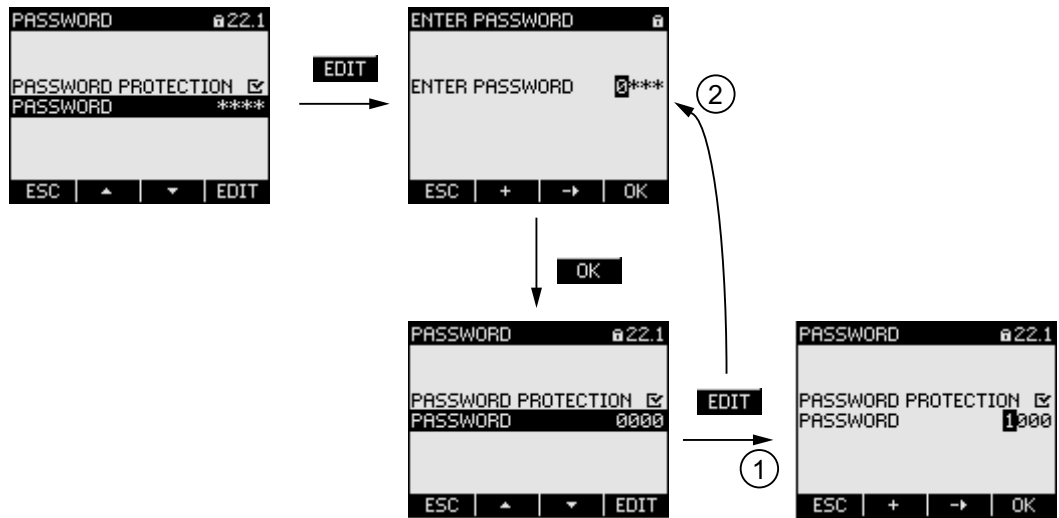 PASSWORD 22.1
PASSWORD PROTECTION
PASSWORD ****
ESC EDIT
EDIT
ENTER PASSWORD
ENTER PASSWORD 0***
ESC + OK
2
OK
PASSWORD 22.1
PASSWORD PROTECTION
PASSWORD 0000
ESC EDIT
EDIT
1
PASSWORD 22.1
PASSWORD PROTECTION
PASSWORD 1000
ESC + OK